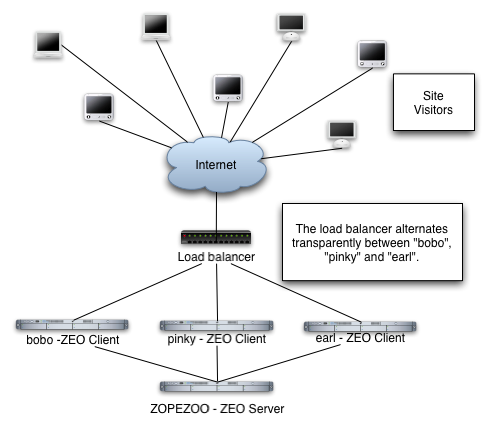 Site
Visitors
Internet
The load balancer alternates
transparently between "bobo",
"pinky" and "earl".
Load balancer
bobo -ZEO Client
pinky - ZEO Client
earl - ZEO Client
ZOPEZOO - ZEO Server